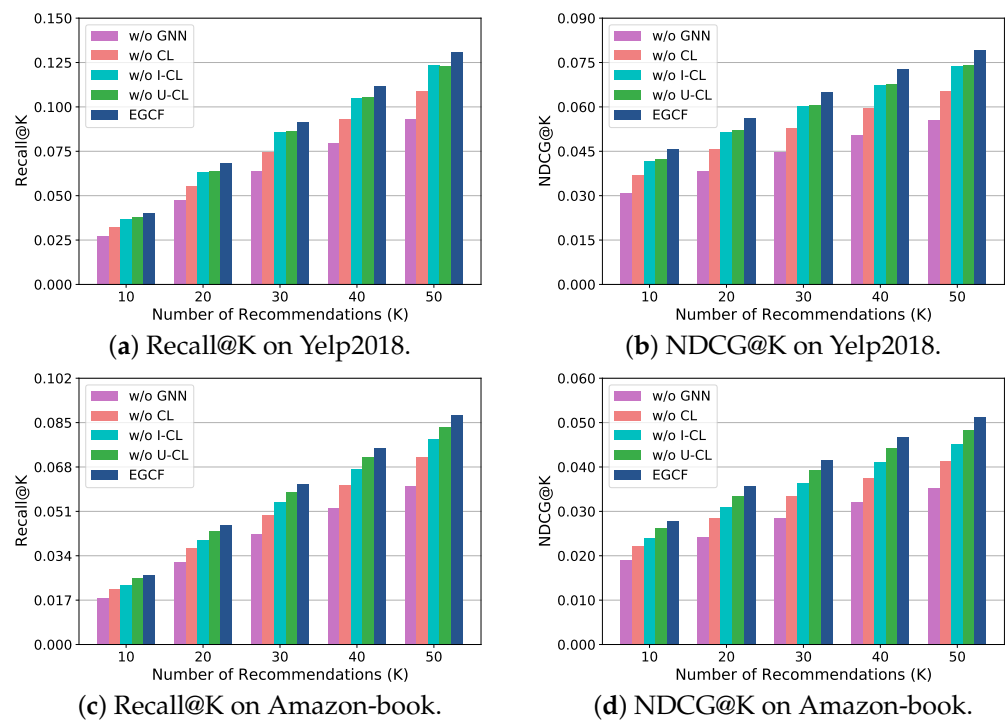 0.150
0.125
0.100
0.075
0.050
0.025
0.000
Recall@K
w/o GNN
w/o CL
w/o I-CL
w/o U-CL
EGCF
10 20 30 40 50
Number of Recommendations (K)
(a) Recall@K on Yelp2018.
0.090
0.075
0.060
0.045
0.030
0.015
0.000
NDCG@K
w/o GNN
w/o CL
w/o I-CL
w/o U-CL
EGCF
10 20 30 40 50
Number of Recommendations (K)
(b) NDCG@K on Yelp2018.
0.102
0.085
0.068
0.051
0.034
0.017
0.000
Recall@K
w/o GNN
w/o CL
w/o I-CL
w/o U-CL
EGCF
10 20 30 40 50
Number of Recommendations (K)
(c) Recall@K on Amazon-book.
0.060
0.050
0.040
0.030
0.020
0.010
0.000
NDCG@K
w/o GNN
w/o CL
w/o I-CL
w/o U-CL
EGCF
10 20 30 40 50
Number of Recommendations (K)
(d) NDCG@K on Amazon-book.